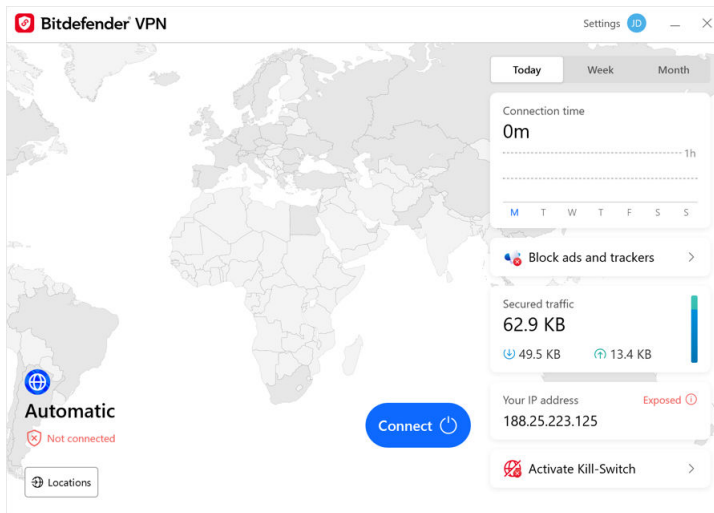 Bitdefender VPN
Settings JD
Today Week Month
Connection time
0m
1h
M T W T F S S
Block ads and trackers
Secured traffic
62.9 KB
49.5 KB 13.4 KB
Your IP address Exposed
188.25.223.125
Activate Kill-Switch
Automatic
Not connected
Locations
Connect